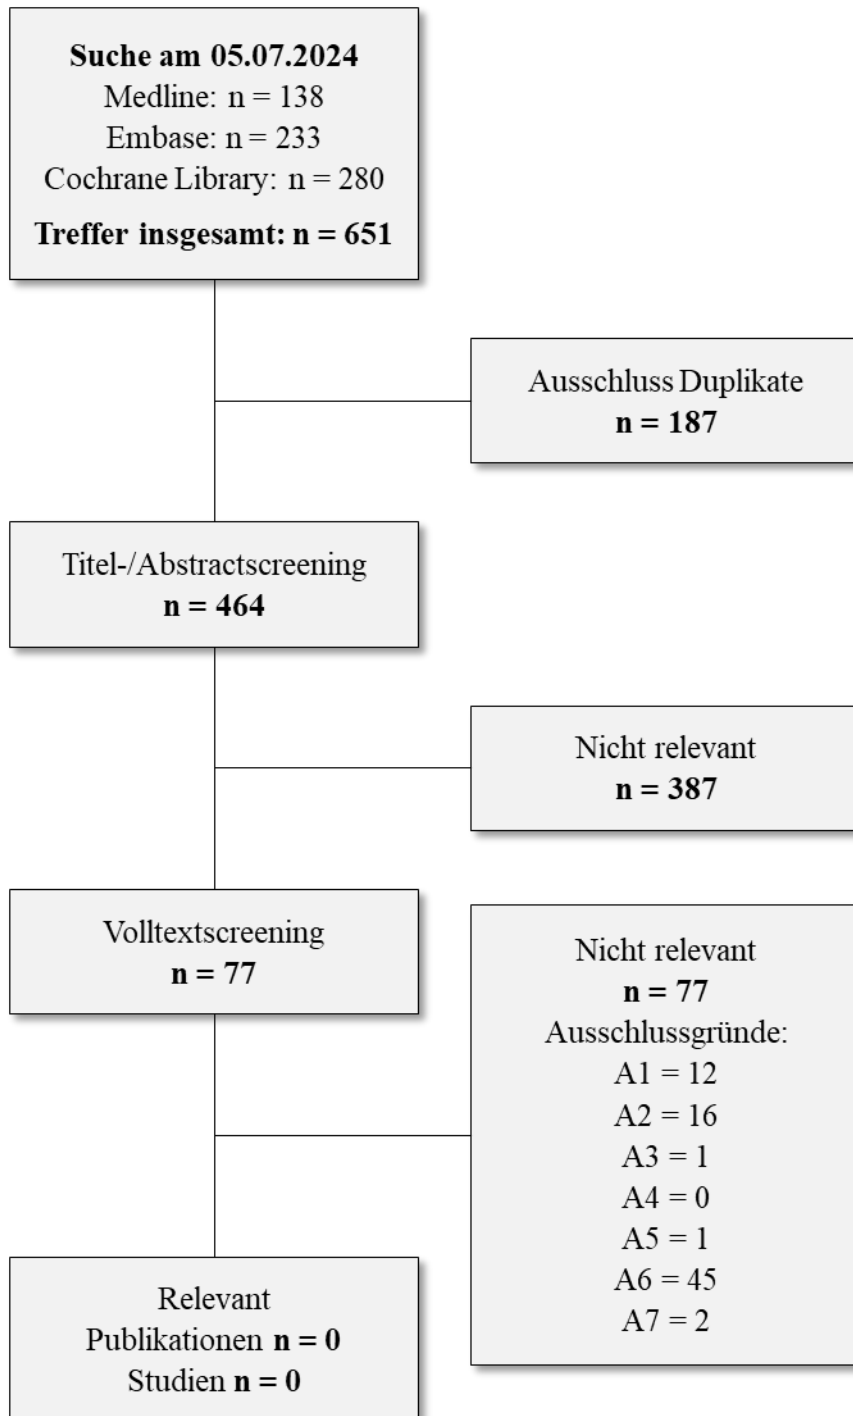 Suche am 05.07.2024
Medline: n = 138
Embase: n = 233
Cochrane Library: n = 280
Treffer insgesamt: n = 651
Ausschluss Duplikate
n = 187
Titel-/Abstractscreening
n = 464
Nicht relevant
n = 387
Volltextscreening
n = 77
Nicht relevant
n = 77
Ausschlussgründe:
A1 = 12
A2 = 16
A3 = 1
A4 = 0
A5 = 1
A6 = 45
A7 = 2
Relevant
Publikationen n = 0
Studien n = 0